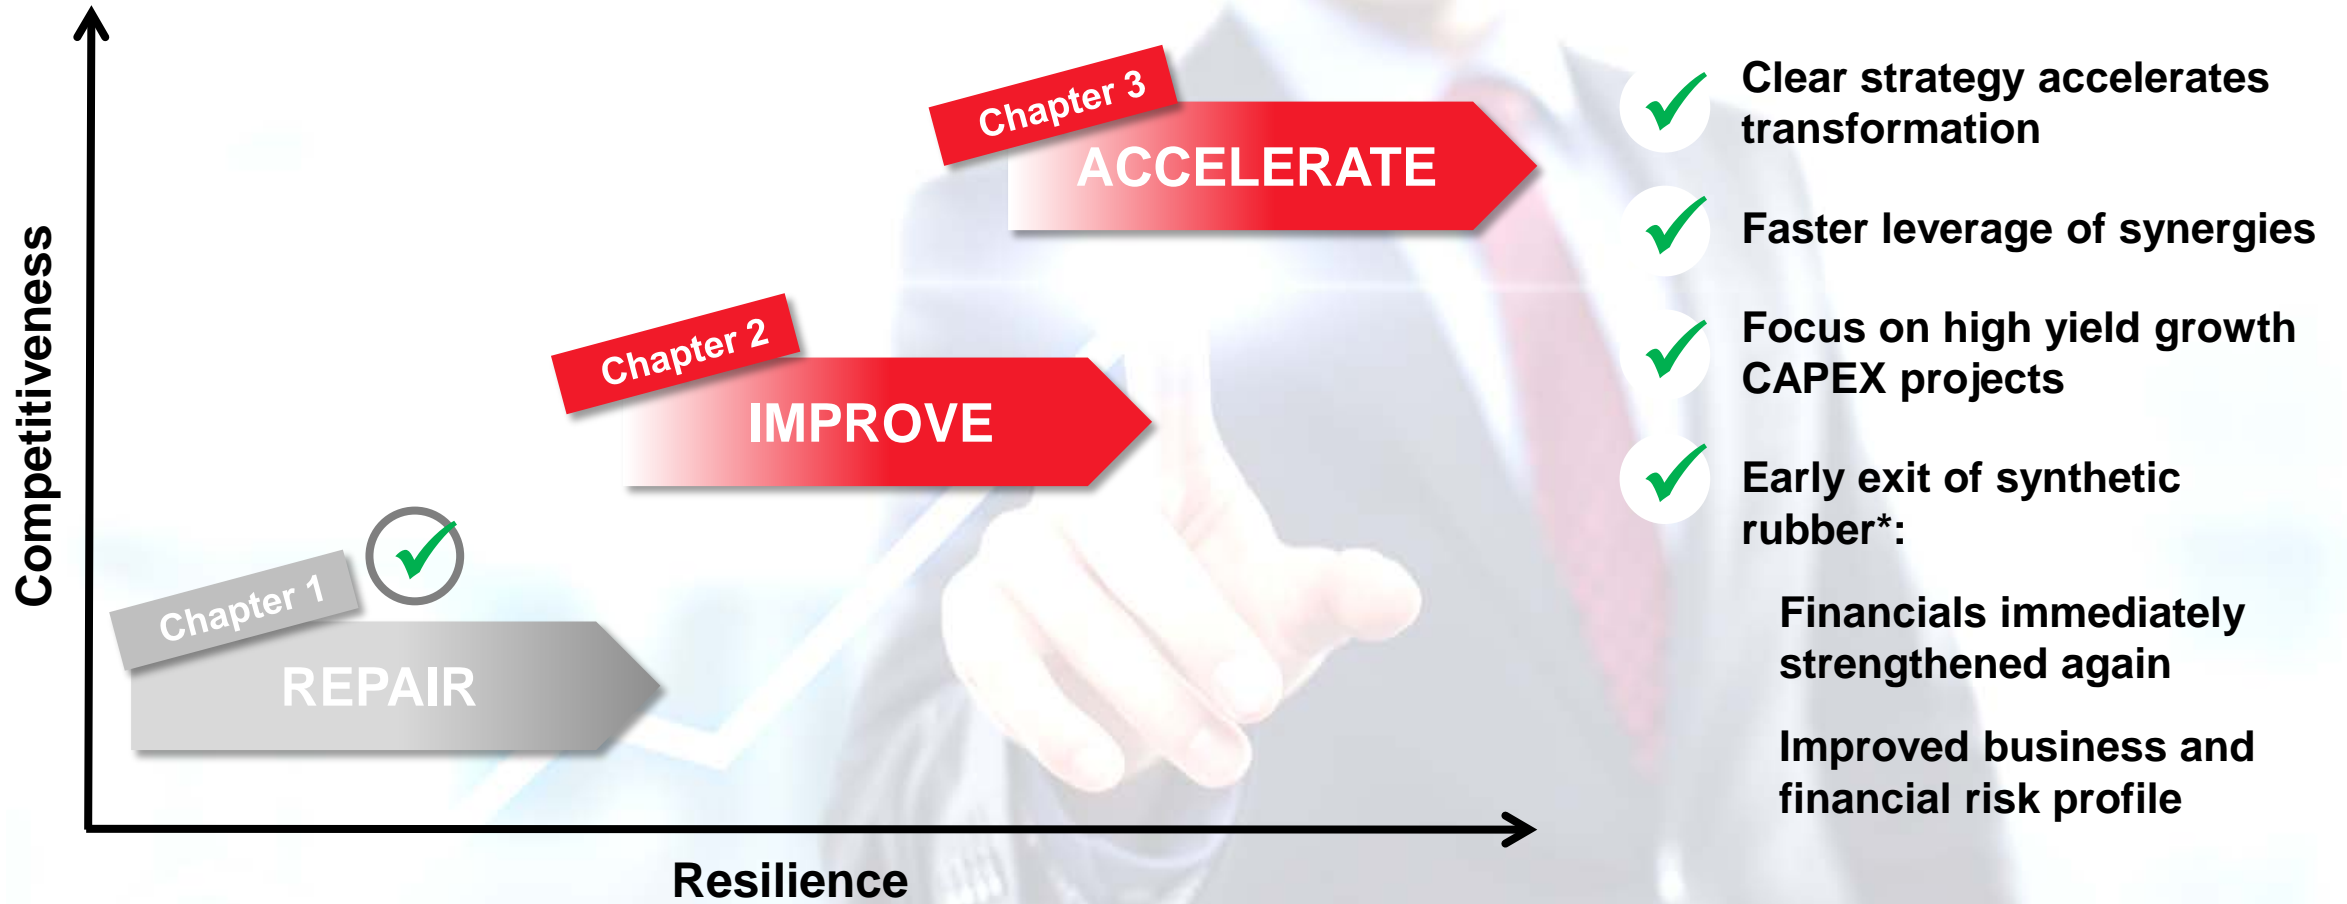 Competitiveness
Chapter 1
REPAIR
Chapter 2
IMPROVE
Chapter 3
ACCELERATE
Resilience
Clear strategy accelerates
transformation
Faster leverage of synergies
Focus on high yield growth
CAPEX projects
Early exit of synthetic
rubber*:
Financials immediately
strengthened again
Improved business and
financial risk profile